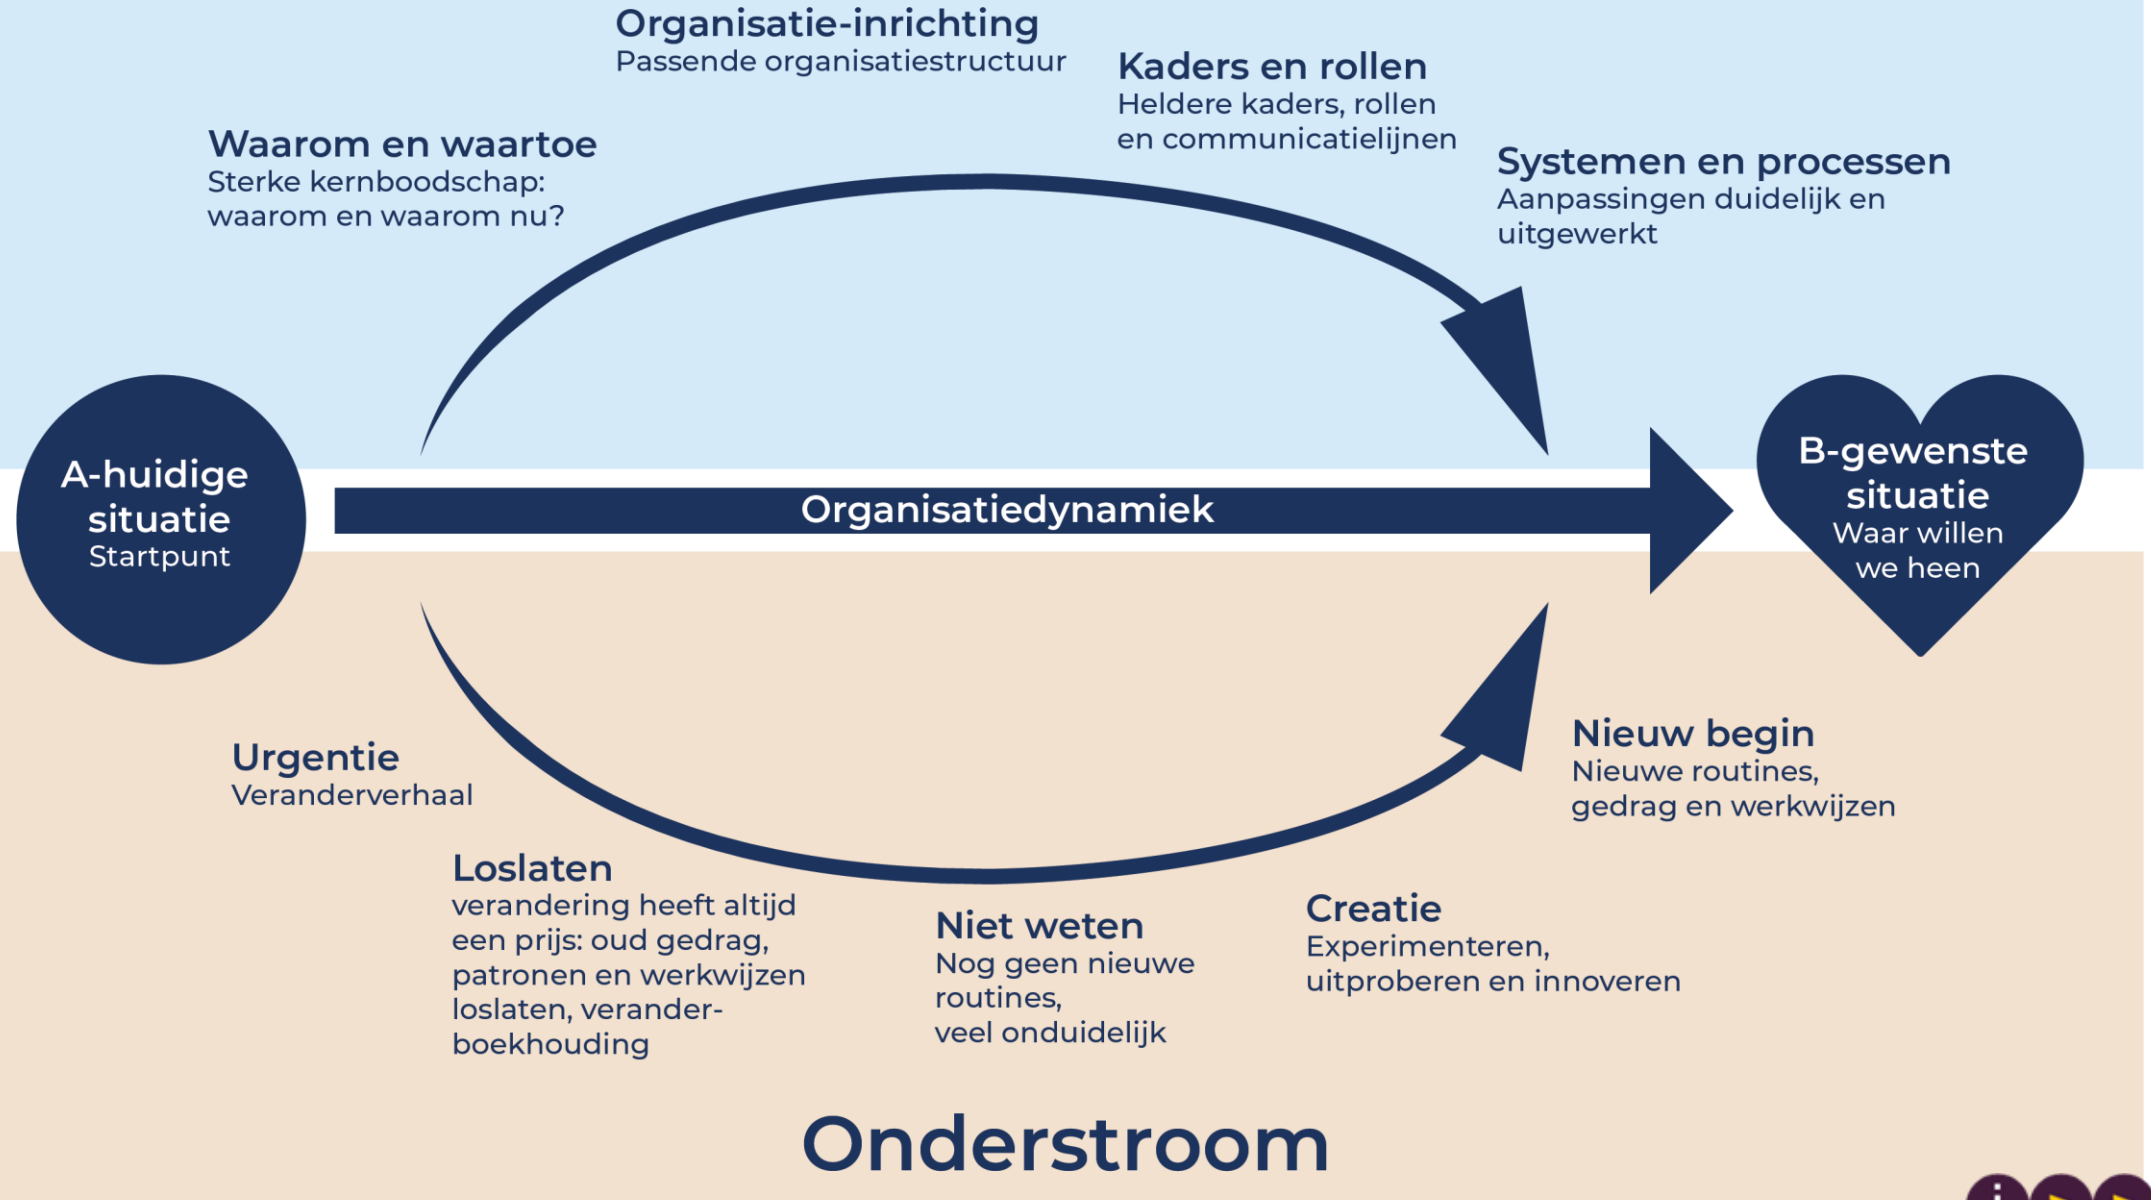 Organisatie-inrichting
Passende organisatiestructuur
Kaders en rollen
Heldere kaders, rollen
en communicatielijnen
Waarom en waartoe
Sterke kernboodschap:
waarom en waarom nu?
Systemen en processen
Aanpassingen duidelijk en
uitgewerkt
A-huidige
situatie
Startpunt
Organisatiedynamiek
B-gewenste
situatie
Waar willen
we heen
Urgentie
Veranderverhaal
Loslaten
verandering heeft altijd
een prijs: oud gedrag,
patronen en werkwijzen
loslaten, verander-
boekhouding
Niet weten
Nog geen nieuwe
routines,
veel onduidelijk
Creatie
Experimenteren,
uitproberen en innoveren
Nieuw begin
Nieuwe routines,
gedrag en werkwijzen
Onderstroom